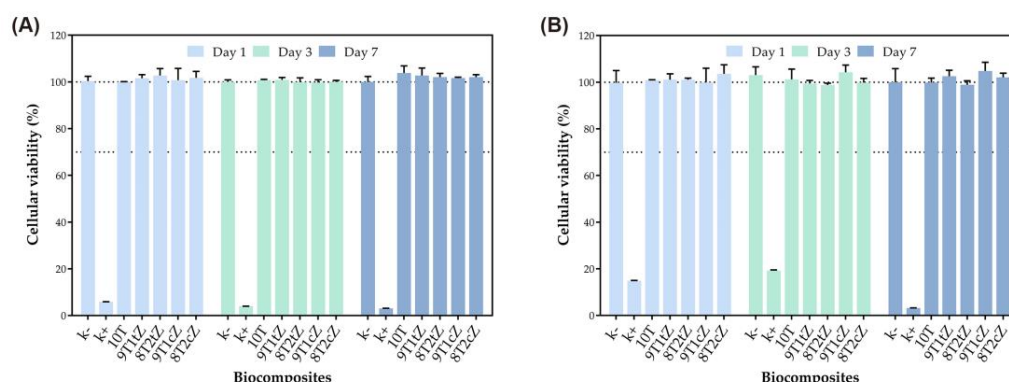 (A)
120
100
80
60
40
20
0
Cellular viability (%)
Day 1 Day 3 Day 7
k- k+ 10T 9T1tZ 8T2tZ 9T1cZ 8T2cZ k- k+ 10T 9T1tZ 8T2tZ 9T1cZ 8T2cZ k- k+ 10T 9T1tZ 8T2tZ 9T1cZ 8T2cZ
Biocomposites
(B)
120
100
80
60
40
20
0
Cellular viability (%)
Day 1 Day 3 Day 7
k- k+ 10T 9T1tZ 8T2tZ 9T1cZ 8T2cZ k- k+ 10T 9T1tZ 8T2tZ 9T1cZ 8T2cZ k- k+ 10T 9T1tZ 8T2tZ 9T1cZ 8T2cZ
Biocomposites